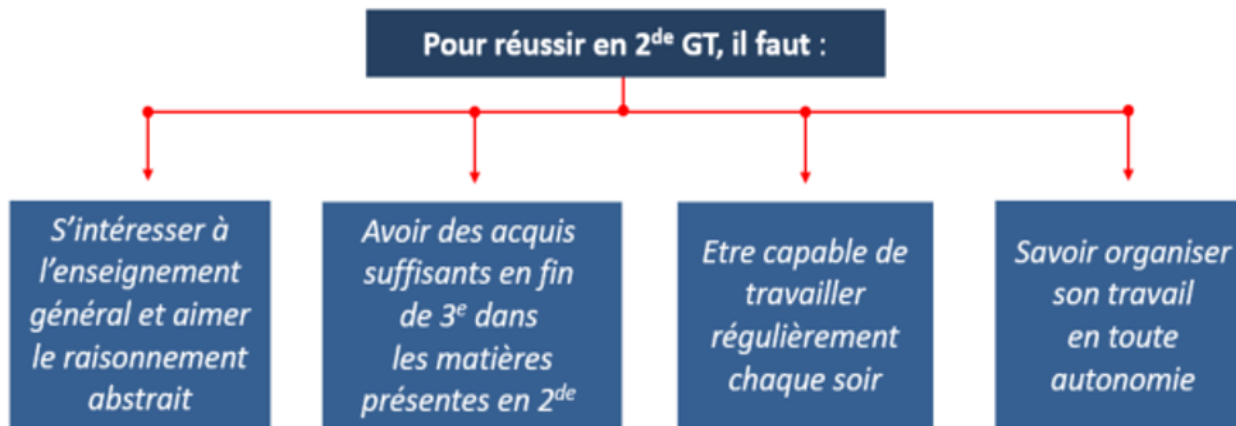 Pour réussir en 2de GT, il faut :
S'intéresser à
l'enseignement
général et aimer
le raisonnement
abstrait
Avoir des acquis
suffisants en fin
de 3e dans
les matières
présentes en 2de
Etre capable de
travailler
régulièrement
chaque soir
Savoir organiser
son travail
en toute
autonomie